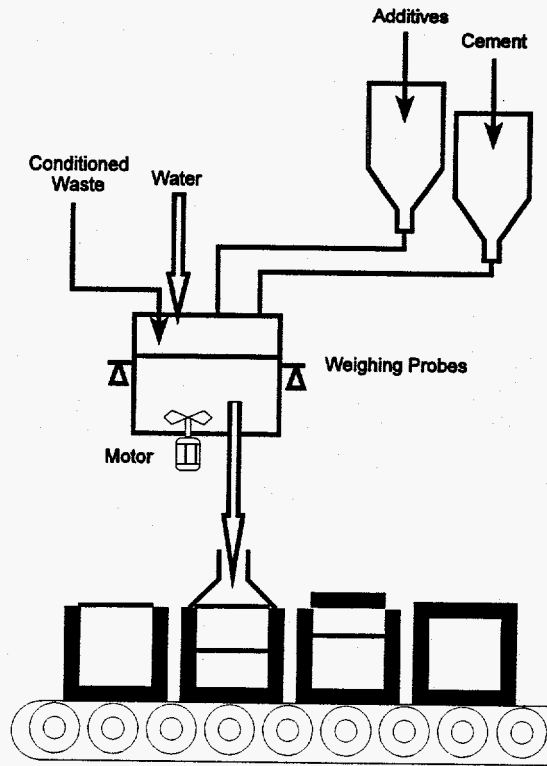 Additives
Cement
Conditioned
Waste
Water
Weighing Probes
Motor